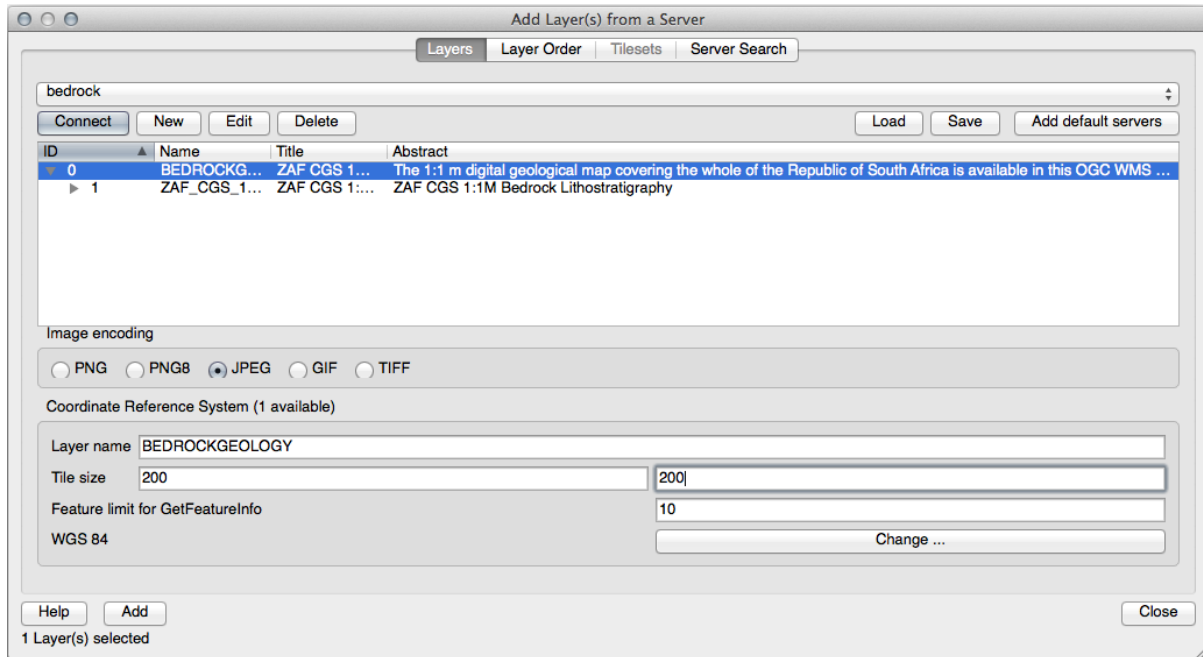 Add Layer(s) from a Server
Layers Layer Order Tilesets Server Search
bedrock
Connect New Edit Delete Load Save Add default servers
ID Name Title Abstract
0 BEDROCKG... ZAF CGS 1... The 1:1 m digital geological map covering the whole of the Republic of South Africa is available in this OGC WMS ...
1 ZAF_CGS_1... ZAF CGS 1:... ZAF CGS 1:1M Bedrock Lithostratigraphy
Image encoding
PNG PNG8 JPEG GIF TIFF
Coordinate Reference System (1 available)
Layer name BEDROCKGEOLOGY
Tile size 200 200
Feature limit for GetFeatureInfo 10
WGS 84 Change ...
Help Add Close
1 Layer(s) selected